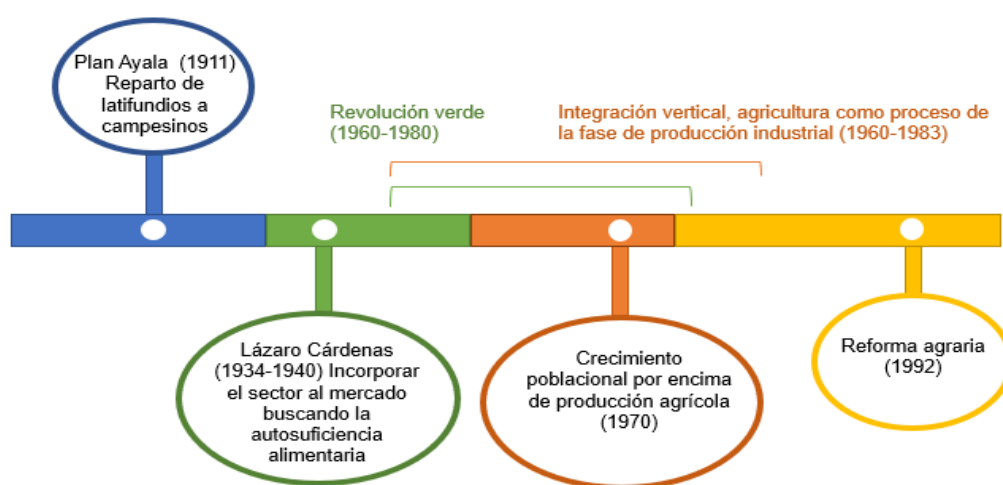 Plan Ayala  (1911)
Reparto de
latifundios a
campesinos
Revolución verde
(1960-1980)
Integración vertical, agricultura como proceso de
la fase de producción industrial (1960-1983)
Lázaro Cárdenas
(1934-1940) Incorporar
el sector al mercado
buscando la
autosuficiencia
alimentaria
Crecimiento
poblacional por encima
de producción agrícola
(1970)
Reforma agraria
(1992)